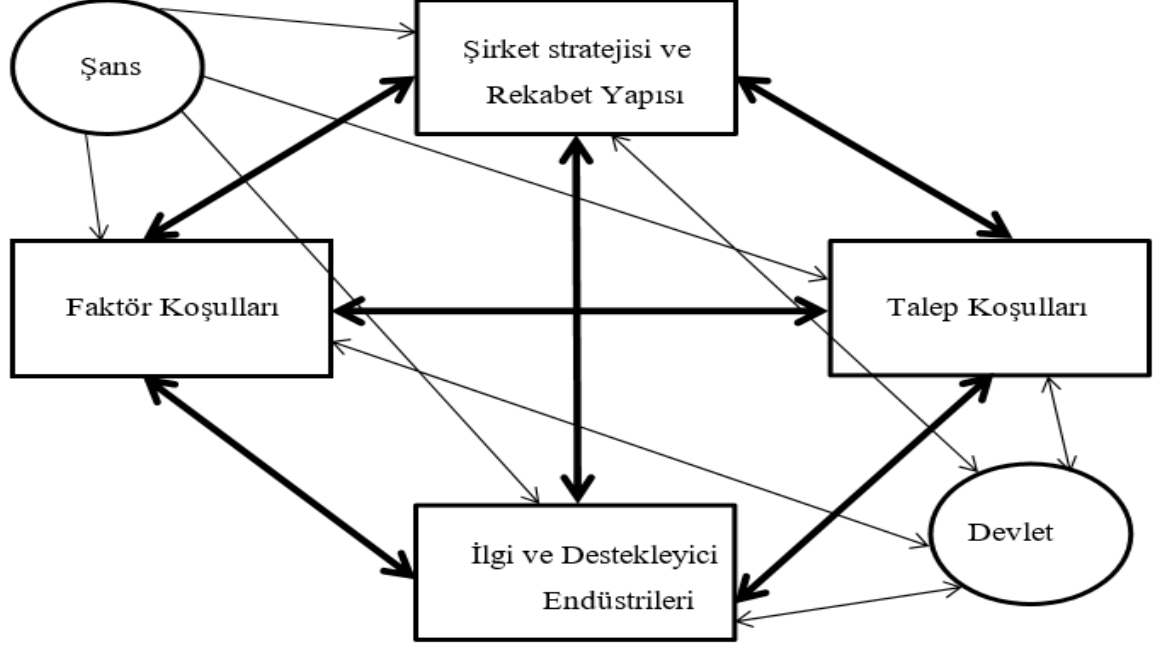 Şans
Şirket stratejisi ve
Rekabet Yapısı
Faktör Koşulları
Talep Koşulları
İlgi ve Destekleyici
Endüstrileri
Devlet